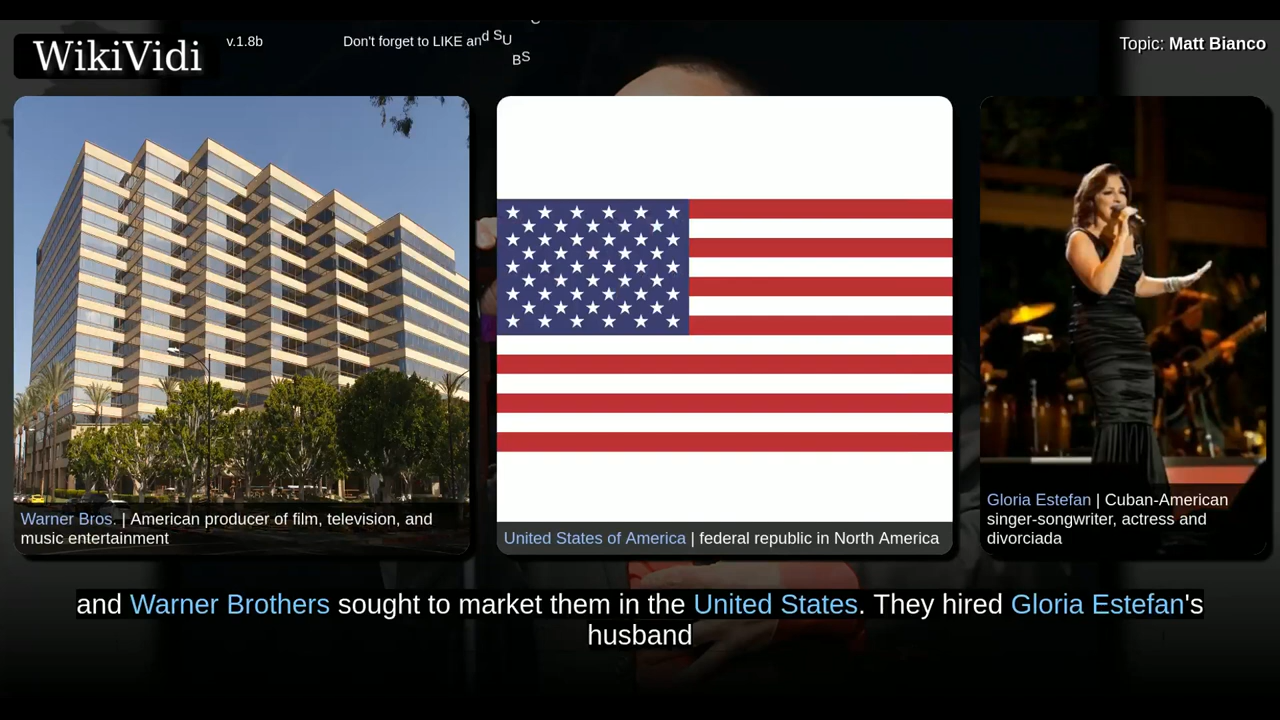 WikiVidi
v.1.8b
Don't forget to LIKE and SU
BS
Topic: Matt Bianco
Warner Bros. | American producer of film, television, and
music entertainment
United States of America | federal republic in North America
Gloria Estefan | Cuban-American
singer-songwriter, actress and
divorciada
and Warner Brothers sought to market them in the United States. They hired Gloria Estefan's
husband